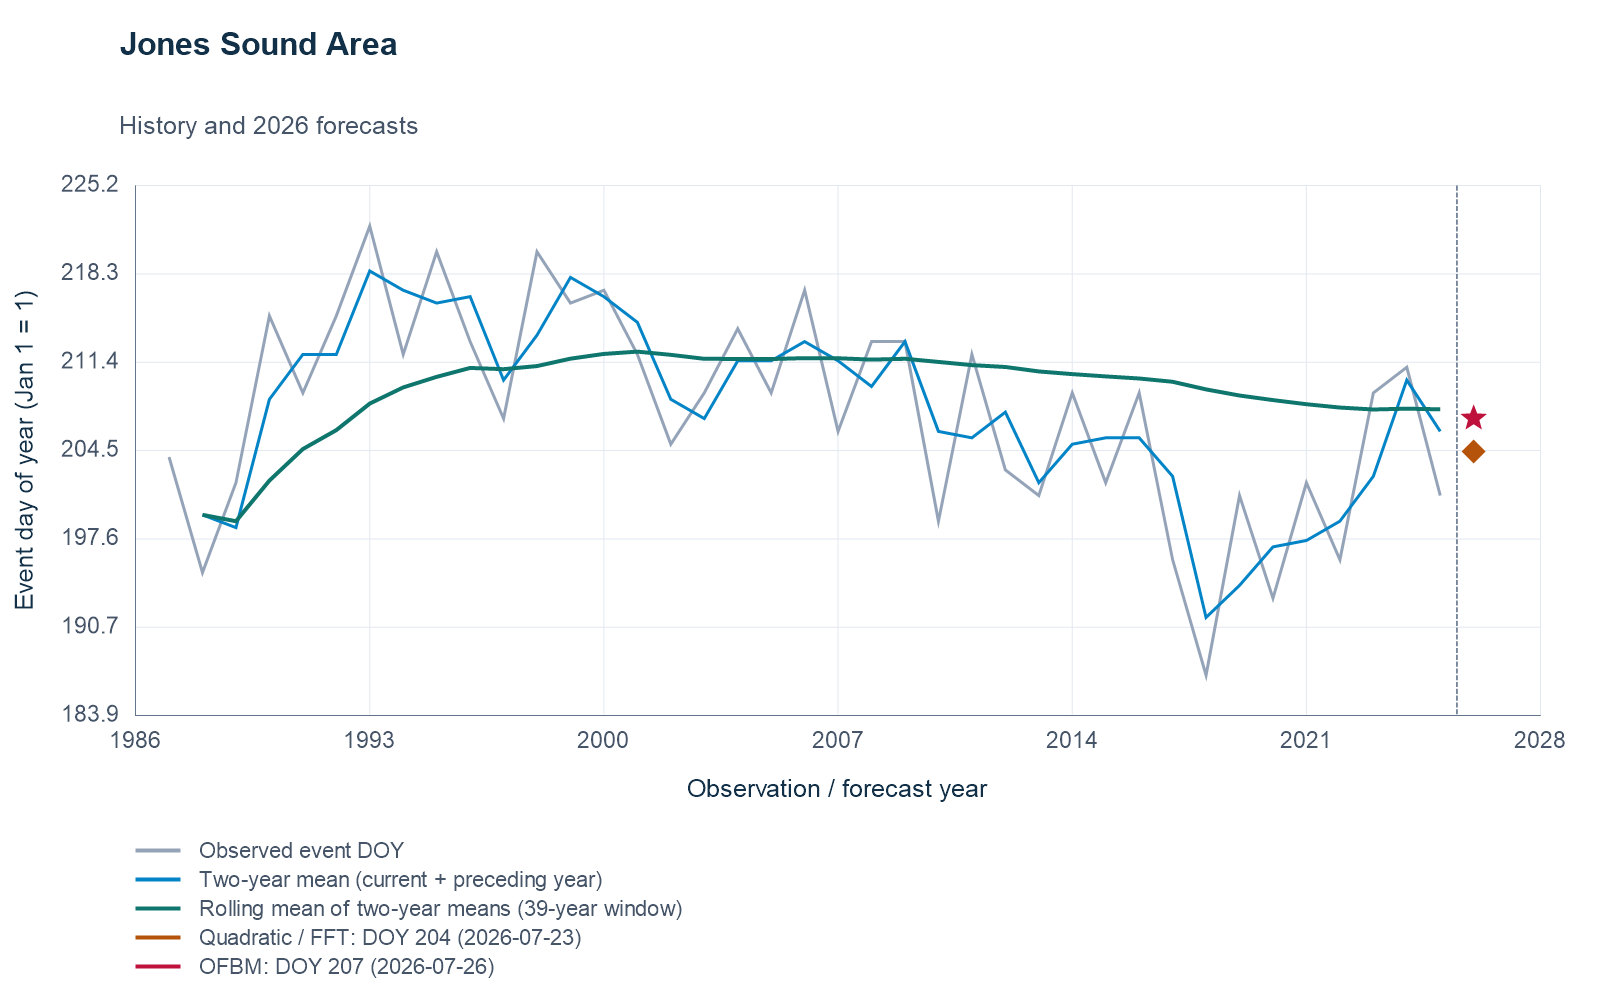 Jones Sound Area
History and 2026 forecasts
225.2
218.3
211.4
204.5
197.6
190.7
183.9
Event day of year (Jan 1 = 1)
1986
1993
2000
2007
2014
2021
2028
Observation / forecast year
Observed event DOY
Two-year mean (current + preceding year)
Rolling mean of two-year means (39-year window)
Quadratic / FFT: DOY 204 (2026-07-23)
OFBM: DOY 207 (2026-07-26)